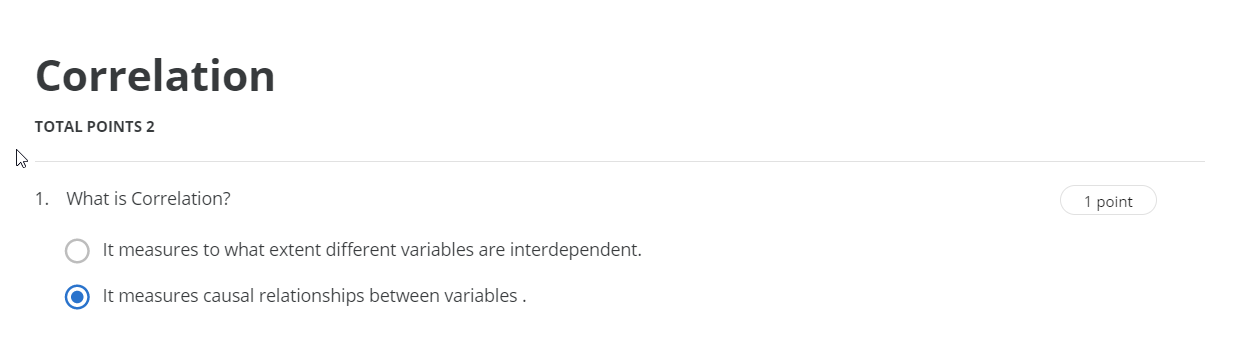 Correlation
TOTAL POINTS 2
1. What is Correlation?
1 point
It measures to what extent different variables are interdependent.
It measures causal relationships between variables .